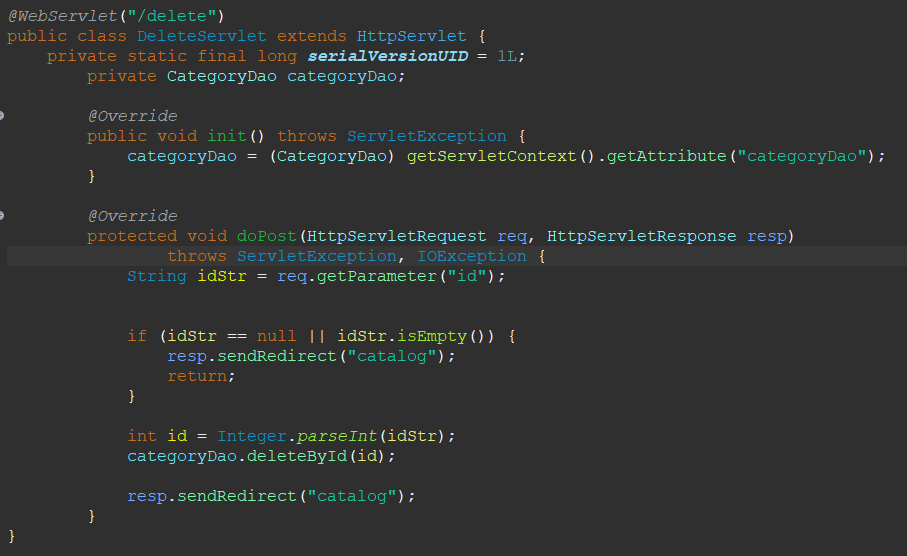 @WebServlet("/delete")
public class DeleteServlet extends HttpServlet {
private static final long serialVersionUID = 1L;
private CategoryDao categoryDao;
@Override
public void init() throws ServletException {
categoryDao = (CategoryDao) getServletContext().getAttribute("categoryDao");
}
@Override
protected void doPost(HttpServletRequest req, HttpServletResponse resp)
throws ServletException, IOException {
String idStr = req.getParameter("id");
if (idStr == null || idStr.isEmpty()) {
resp.sendRedirect("catalog");
return;
}
int id = Integer.parseInt(idStr);
categoryDao.deleteById(id);
resp.sendRedirect("catalog");
}
}